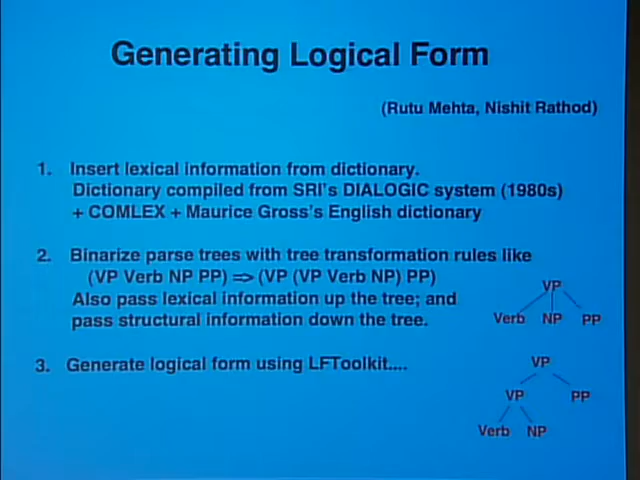 Generating Logical Form
(Rutu Mehta, Nishit Rathod)
1. Insert lexical information from dictionary.
Dictionary compiled from SRI's DIALOGIC system (1980s)
+ COMLEX + Maurice Gross's English dictionary
2. Binarize parse trees with tree transformation rules like
(VP Verb NP PP) => (VP (VP Verb NP) PP)
Also pass lexical information up the tree; and
pass structural information down the tree.
VP
Verb NP PP
3. Generate logical form using LFToolkit....
VP
VP PP
Verb NP